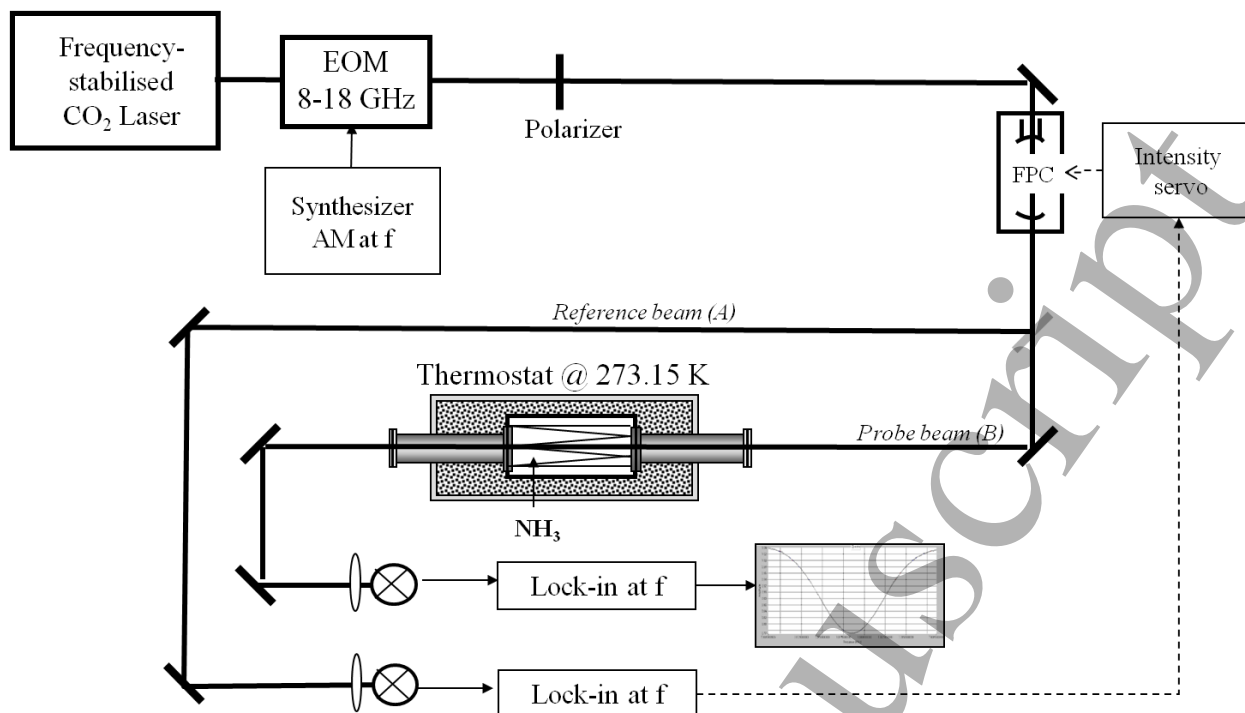 Frequency-
stabilised
CO₂ Laser
EOM
8-18 GHz
Polarizer
Synthesizer
AM at f
FPC
Intensity
servo
Reference beam (A)
Thermostat @ 273.15 K
Probe beam (B)
NH₃
Lock-in at f
Lock-in at f
uscript